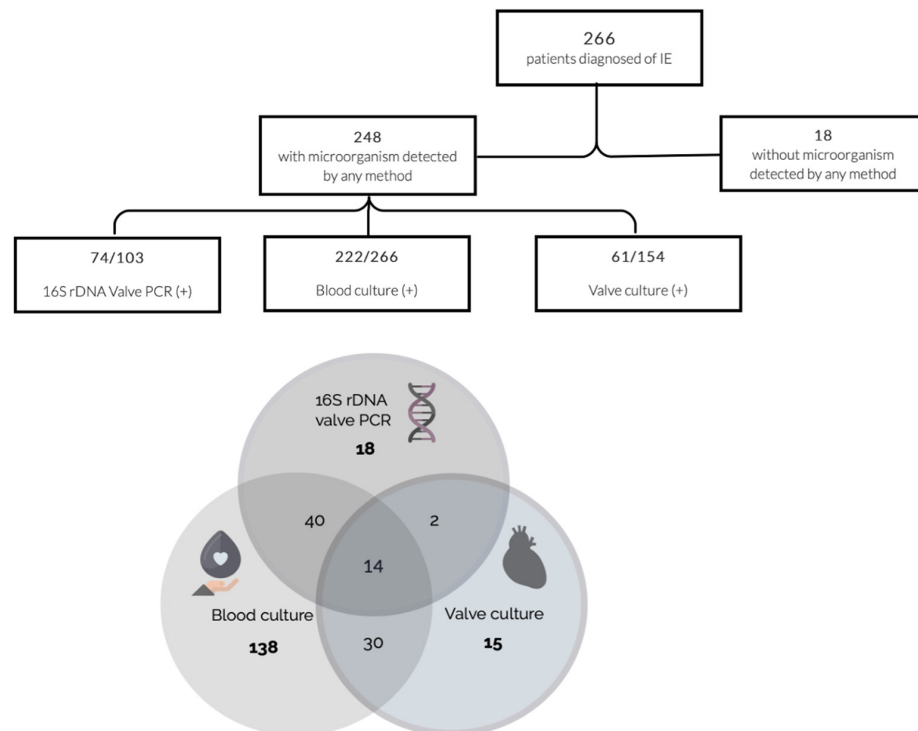 266
patients diagnosed of IE
248
with microorganism detected
by any method
18
without microorganism
detected by any method
74/103
16S rDNA Valve PCR (+)
222/266
Blood culture (+)
61/154
Valve culture (+)
16S rDNA
valve PCR
18
40
2
14
Blood culture
138
Valve culture
15
30